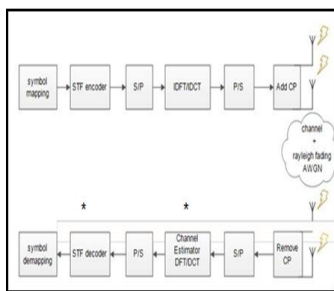 symbol
mapping
STF encoder
S/P
IDFT/IDCT
P/S
Add CP
channel
*
rayleigh fading
AWGN
*
*
symbol
demapping
STF decoder
P/S
Channel
Estimator
DFT/DCT
S/P
Remove
CP